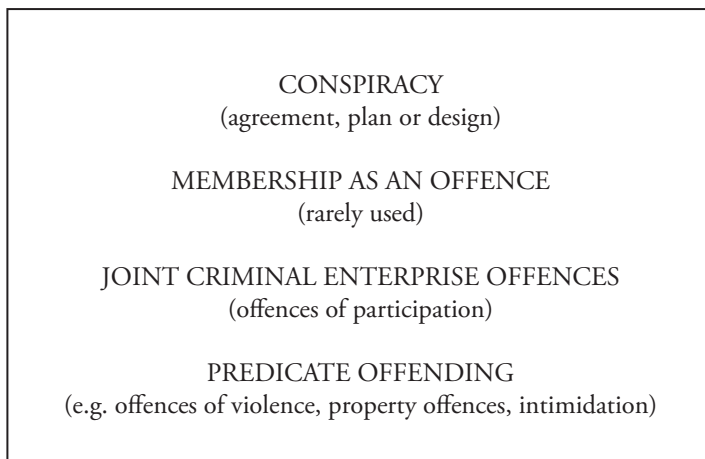 CONSPIRACY
(agreement, plan or design)
MEMBERSHIP AS AN OFFENCE
(rarely used)
JOINT CRIMINAL ENTERPRISE OFFENCES
(offences of participation)
PREDICATE OFFENDING
(e.g. offences of violence, property offences, intimidation)